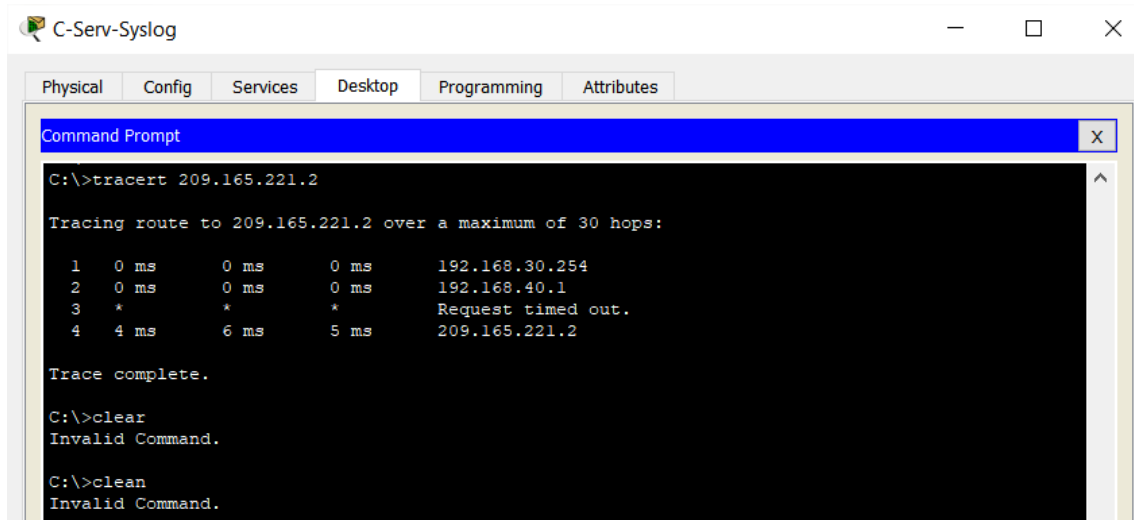 C-Serv-Syslog
Physical Config Services Desktop Programming Attributes
Command Prompt X
C:\>tracert 209.165.221.2
Tracing route to 209.165.221.2 over a maximum of 30 hops:
1 0 ms 0 ms 0 ms 192.168.30.254
2 0 ms 0 ms 0 ms 192.168.40.1
3 * * * Request timed out.
4 4 ms 6 ms 5 ms 209.165.221.2
Trace complete.
C:\>clear
Invalid Command.
C:\>clean
Invalid Command.